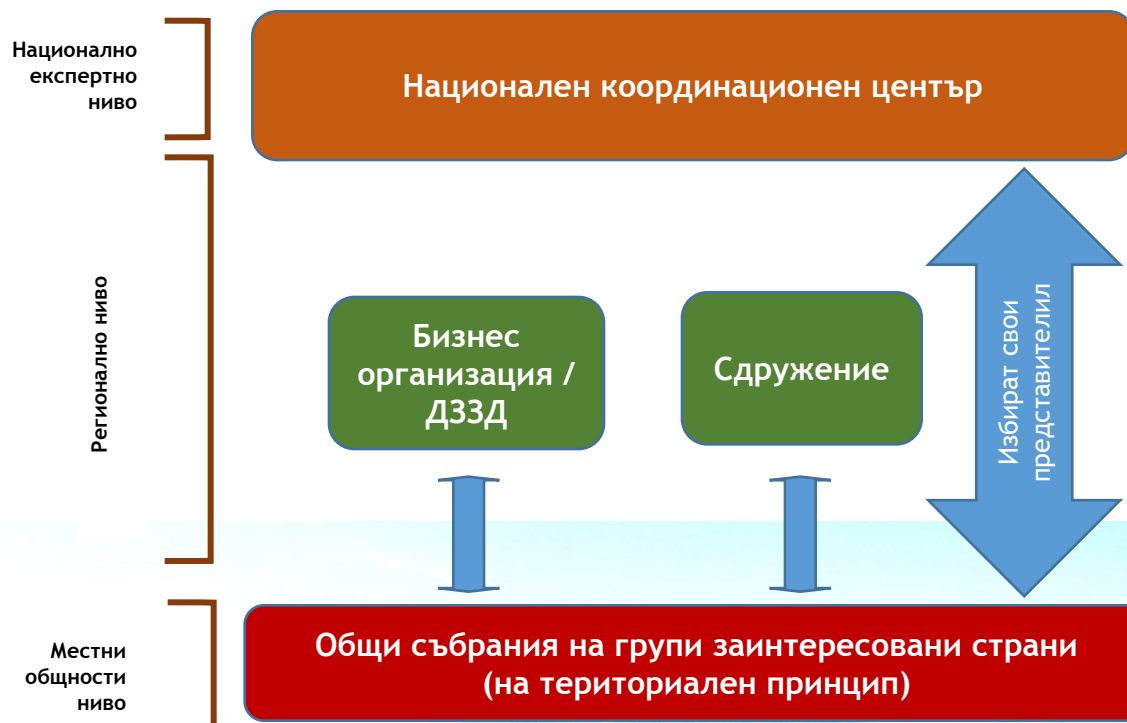 Национално
експертно
ниво
Национален координационен център
Регионално ниво
Бизнес
организация /
ДЗЗД
Сдружение
Избират свои
представителил
Местни
общности
ниво
Общи събрания на групи заинтересовани страни
(на териториален принцип)